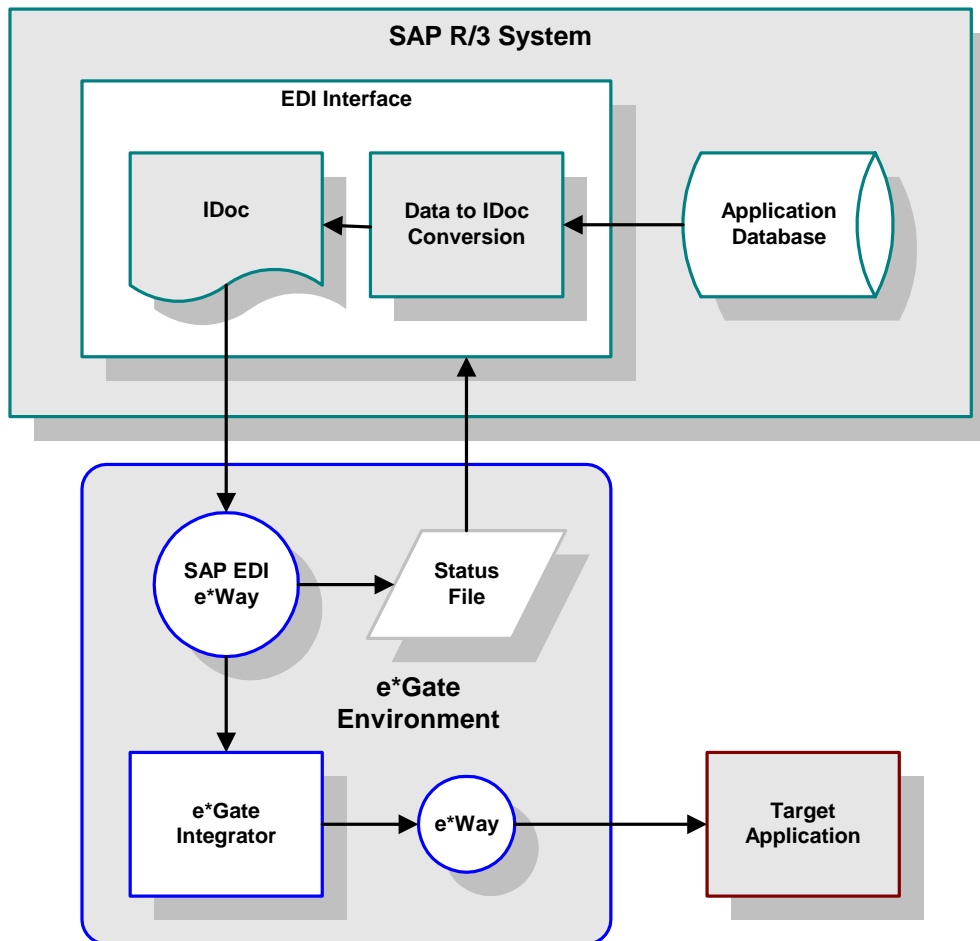 SAP R/3 System
EDI Interface
IDoc
Data to IDoc
Conversion
Application
Database
SAP EDI
e*Way
Status
File
e*Gate
Environment
e*Gate
Integrator
e*Way
Target
Application